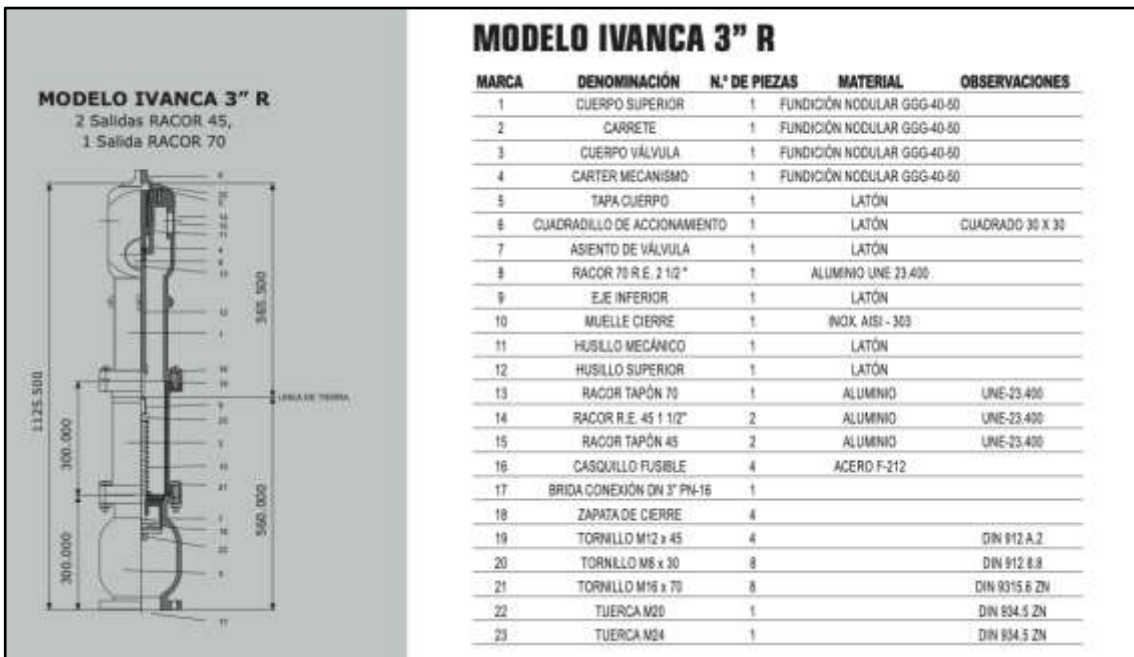 MODELO IVANCA 3” R
2 Salidas RACOR 45,
1 Salida RACOR 70
1125.500
565.500
300.000
300.000
560.000
LINEA DE TIERRA
MODELO IVANCA 3” R
MARCA DENOMINACIÓN N.º DE PIEZAS MATERIAL OBSERVACIONES
1 CUERPO SUPERIOR 1 FUNDICIÓN NODULAR GGG-40-50
2 CARRETE 1 FUNDICIÓN NODULAR GGG-40-50
3 CUERPO VÁLVULA 1 FUNDICIÓN NODULAR GGG-40-50
4 CARTER MECANISMO 1 FUNDICIÓN NODULAR GGG-40-50
5 TAPA CUERPO 1 LATÓN
6 CUADRADILLO DE ACCIONAMIENTO 1 LATÓN CUADRADO 30 X 30
7 ASIENTO DE VÁLVULA 1 LATÓN
8 RACOR 70 R.E. 2 1/2 " 1 ALUMINIO UNE 23.400
9 EJE INFERIOR 1 LATÓN
10 MUELLE CIERRE 1 INOX. AISI - 303
11 HUSILLO MECÁNICO 1 LATÓN
12 HUSILLO SUPERIOR 1 LATÓN
13 RACOR TAPÓN 70 1 ALUMINIO UNE-23.400
14 RACOR R.E. 45 1 1/2" 2 ALUMINIO UNE-23.400
15 RACOR TAPÓN 45 2 ALUMINIO UNE-23.400
16 CASQUILLO FUSIBLE 4 ACERO F-212
17 BRIDA CONEXIÓN DN 3" PN-16 1
18 ZAPATA DE CIERRE 4
19 TORNILLO M12 x 45 4 DIN 912 A.2
20 TORNILLO M6 x 30 8 DIN 912 8.8
21 TORNILLO M16 x 70 8 DIN 9315.6 ZN
22 TUERCA M20 1 DIN 934.5 ZN
23 TUERCA M24 1 DIN 934.5 ZN